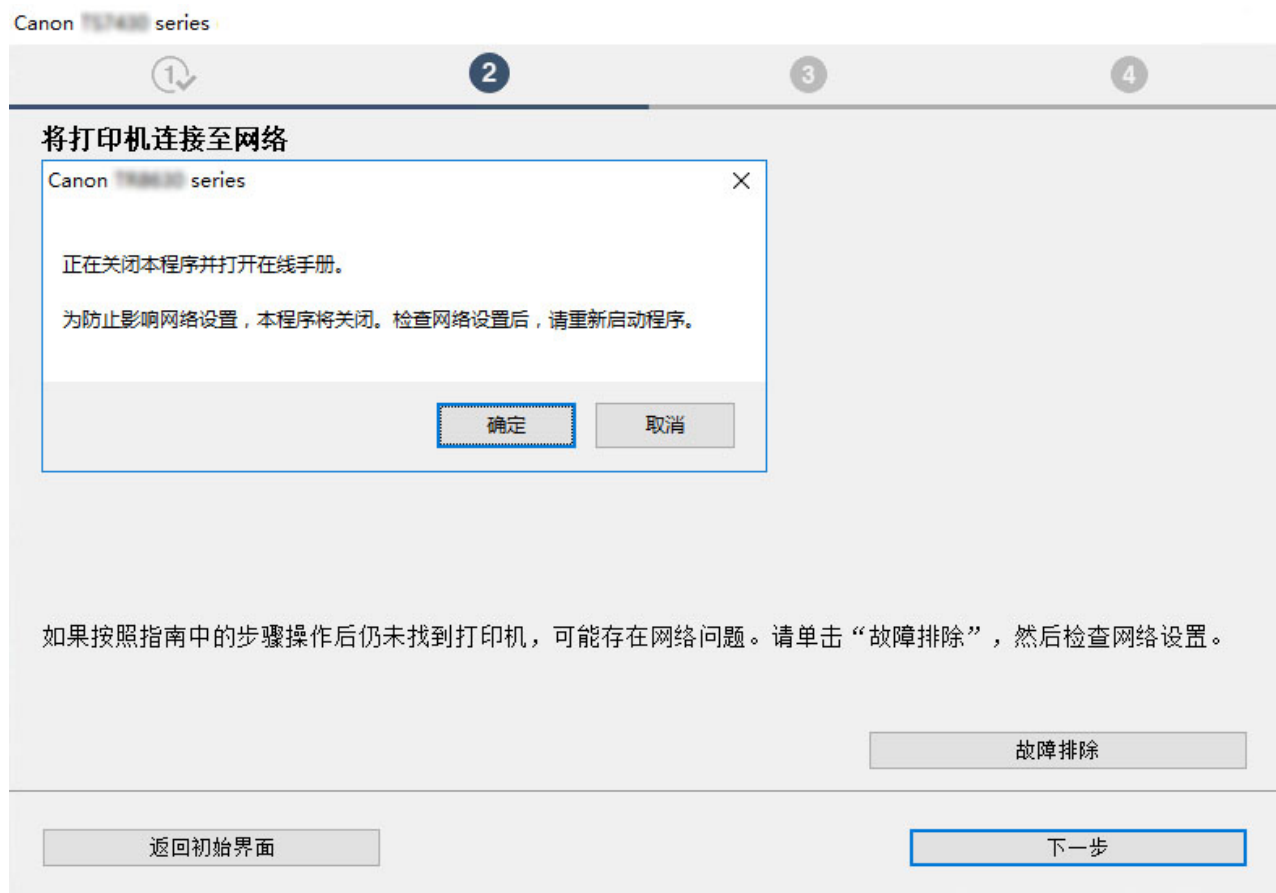 Canon series
1
2
3
4
将打印机连接至网络
Canon series
正在关闭本程序并打开在线手册。
为防止影响网络设置，本程序将关闭。检查网络设置后，请重新启动程序。
确定
取消
如果按照指南中的步骤操作后仍未找到打印机，可能存在网络问题。请单击“故障排除”，然后检查网络设置。
故障排除
返回初始界面
下一步